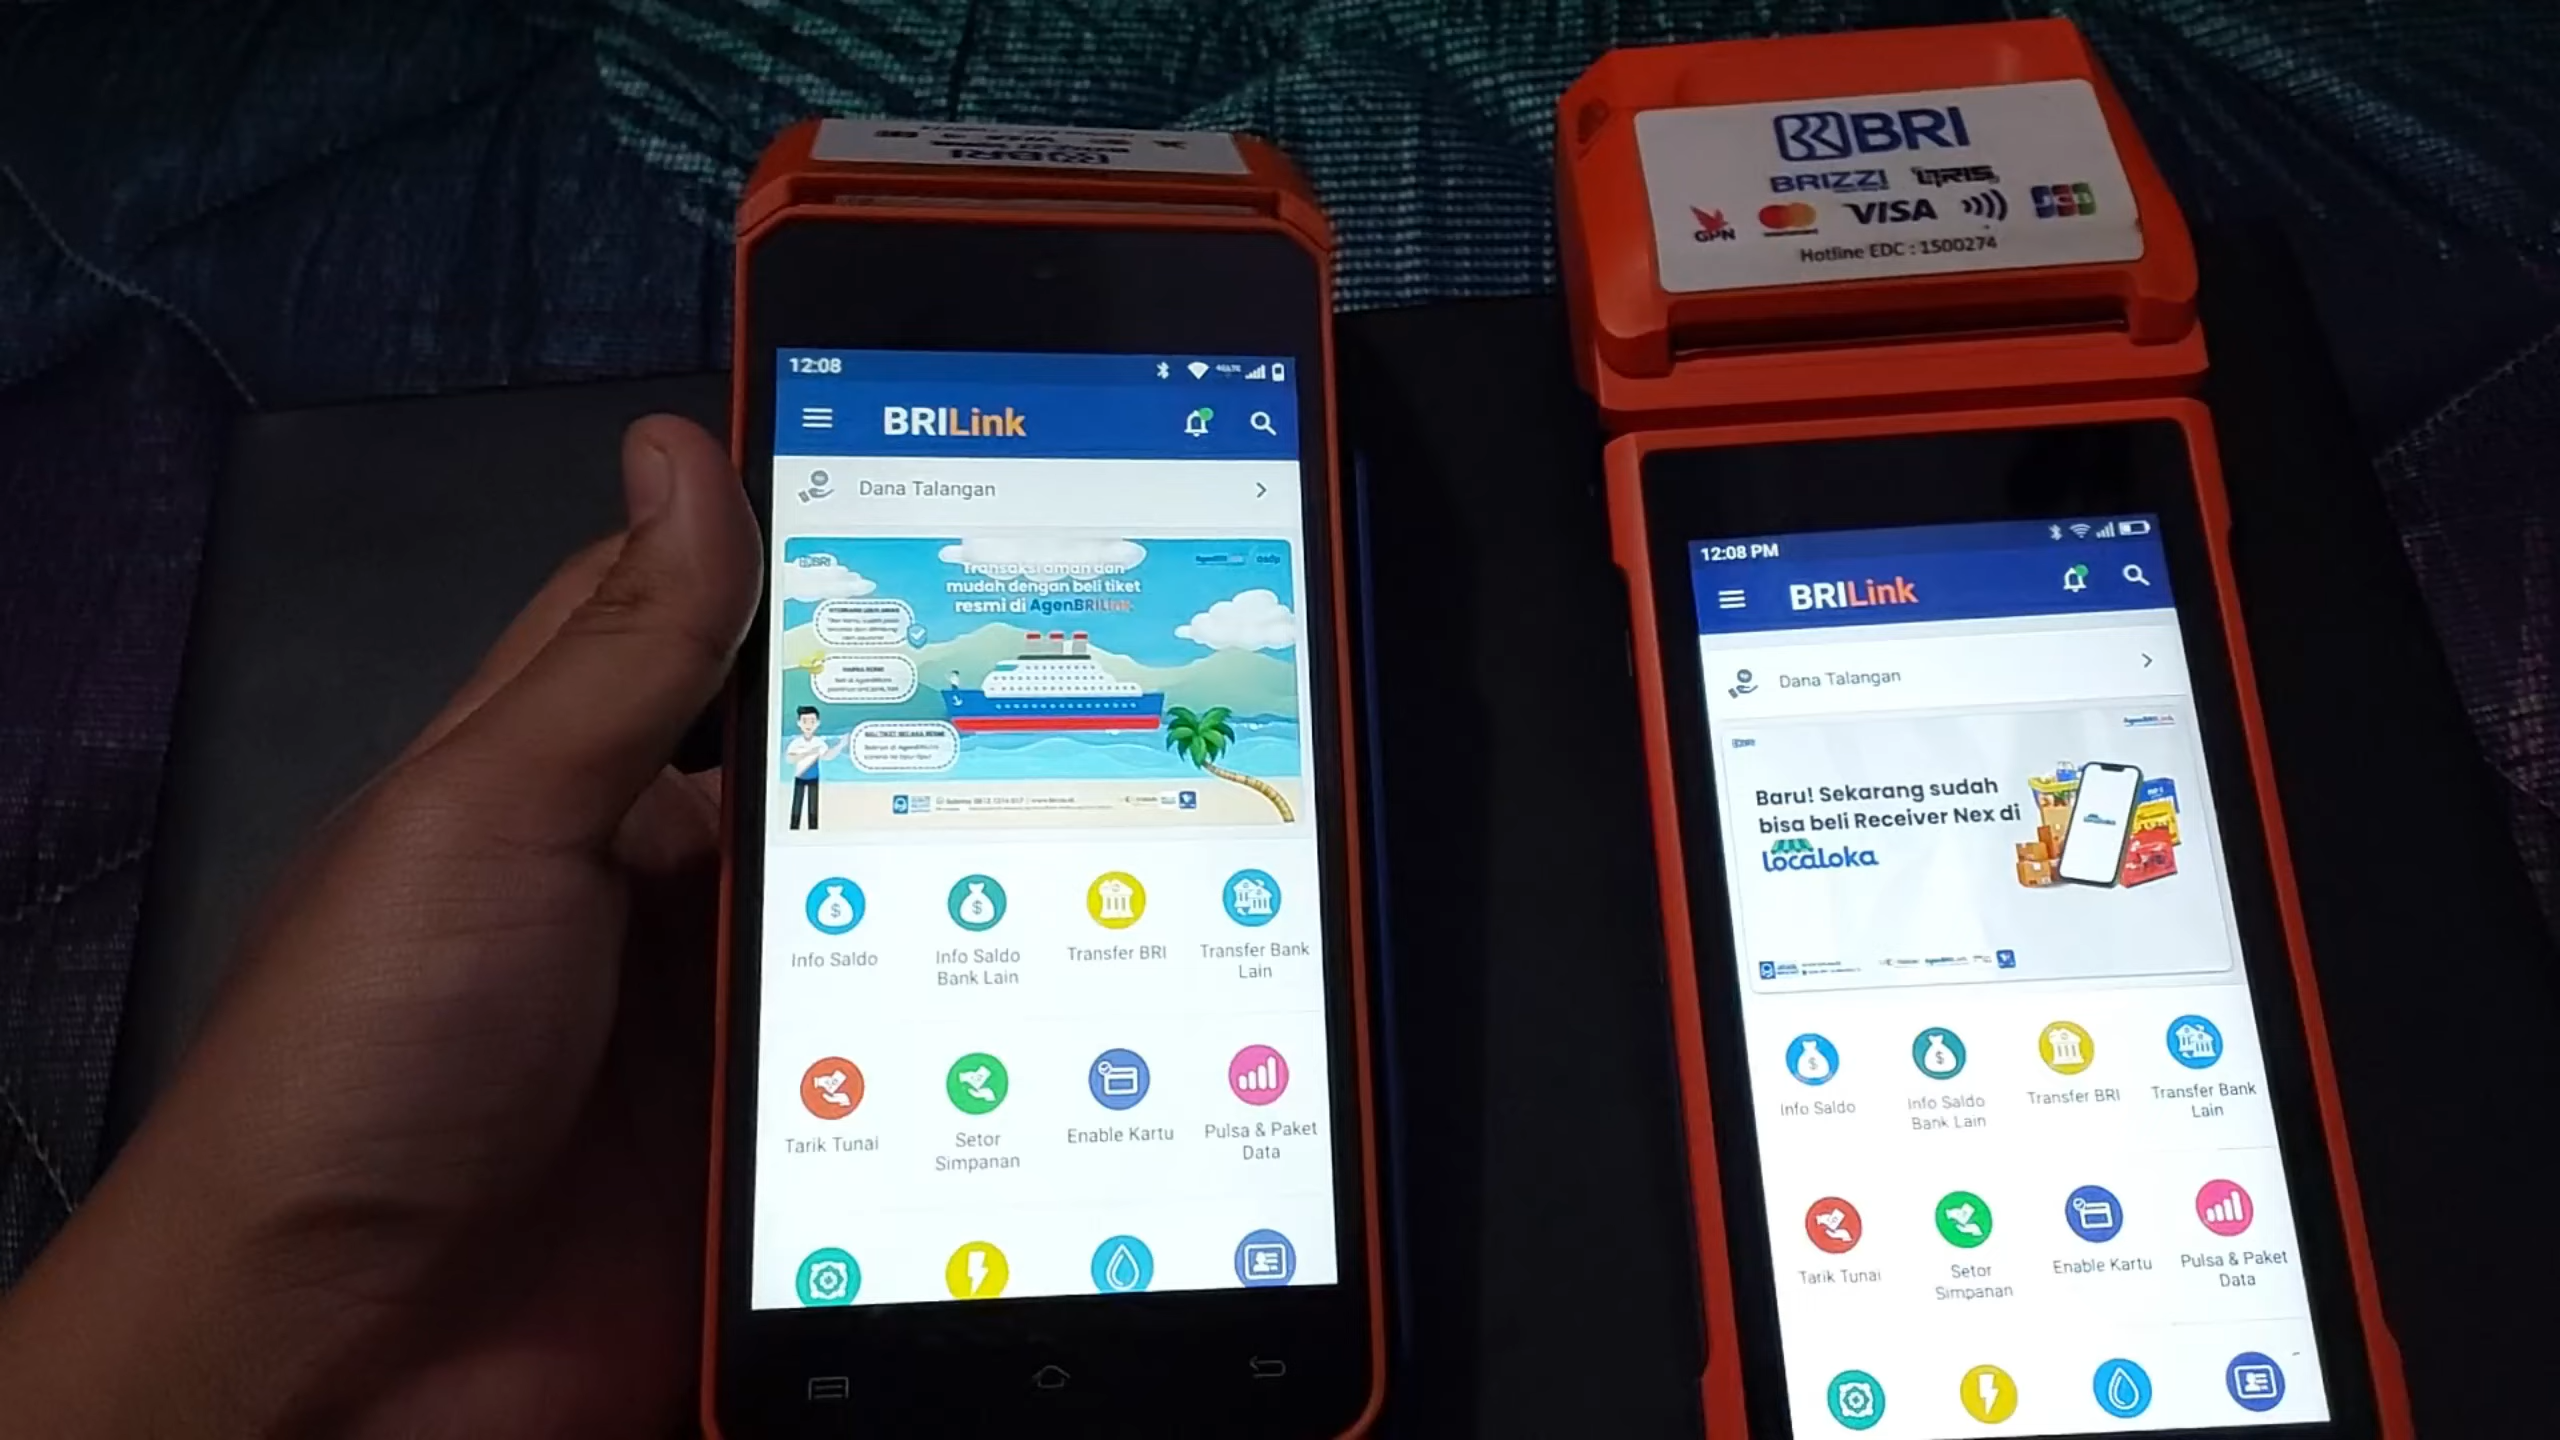 BRI
12:08
BRILink
Dana Talangan
BRI
Transaksi aman dan
mudah dengan beli tiket
resmi di AgenBRILink
Info Saldo
Info Saldo
Bank Lain
Transfer BRI
Transfer Bank
Lain
Tarik Tunai
Setor
Simpanan
Enable Kartu
Pulsa & Paket
Data
BRI
BRIZZI QRIS
GPN VISA JCB
Hotline EDC : 1500274
12:08 PM
BRILink
Dana Talangan
AgenBRILink
Baru! Sekarang sudah
bisa beli Receiver Nex di
localoka
Info Saldo
Info Saldo
Bank Lain
Transfer BRI
Transfer Bank
Lain
Tarik Tunai
Setor
Simpanan
Enable Kartu
Pulsa & Paket
Data